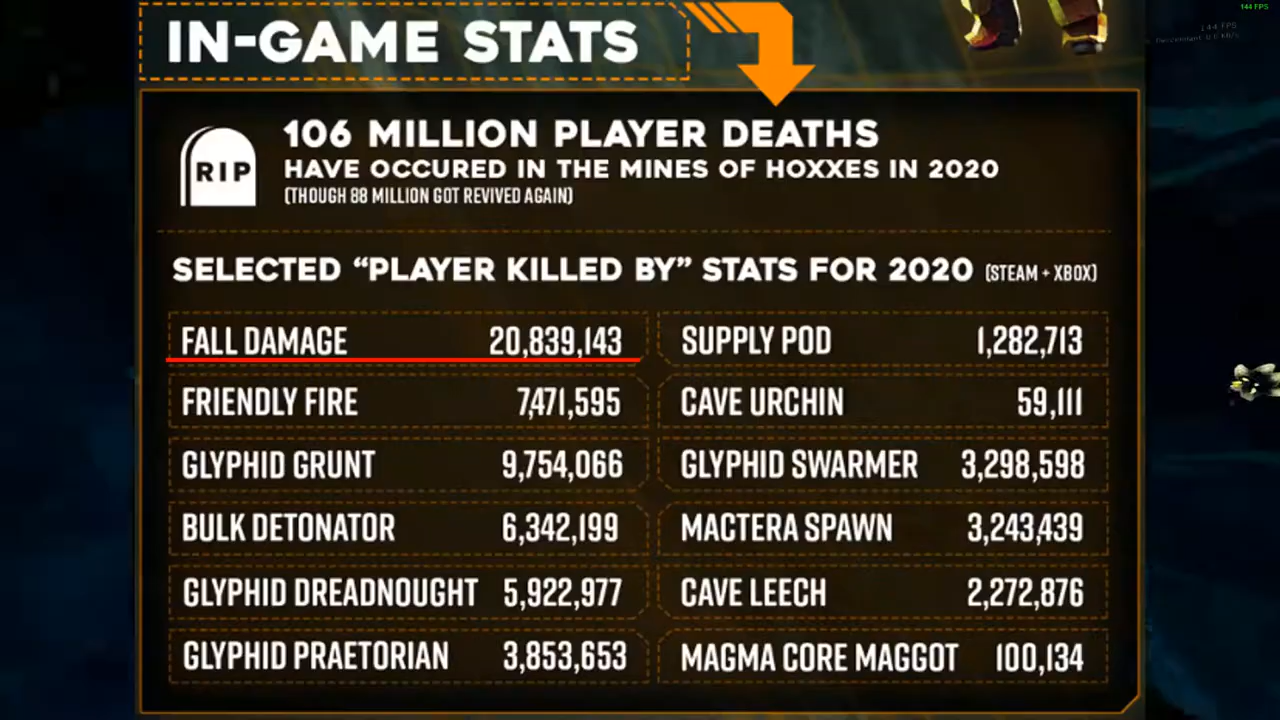 144 FPS
144 FPS
IN-GAME STATS
RIP
106 MILLION PLAYER DEATHS
HAVE OCCURED IN THE MINES OF HOXXES IN 2020
(THOUGH 88 MILLION GOT REVIVED AGAIN)
SELECTED “PLAYER KILLED BY” STATS FOR 2020 (STEAM + XBOX)
FALL DAMAGE 20,839,143
FRIENDLY FIRE 7,471,595
GLYPHID GRUNT 9,754,066
BULK DETONATOR 6,342,199
GLYPHID DREADNOUGHT 5,922,977
GLYPHID PRAETORIAN 3,853,653
SUPPLY POD 1,282,713
CAVE URCHIN 59,111
GLYPHID SWARMER 3,298,598
MACTERA SPAWN 3,243,439
CAVE LEECH 2,272,876
MAGMA CORE MAGGOT 100,134